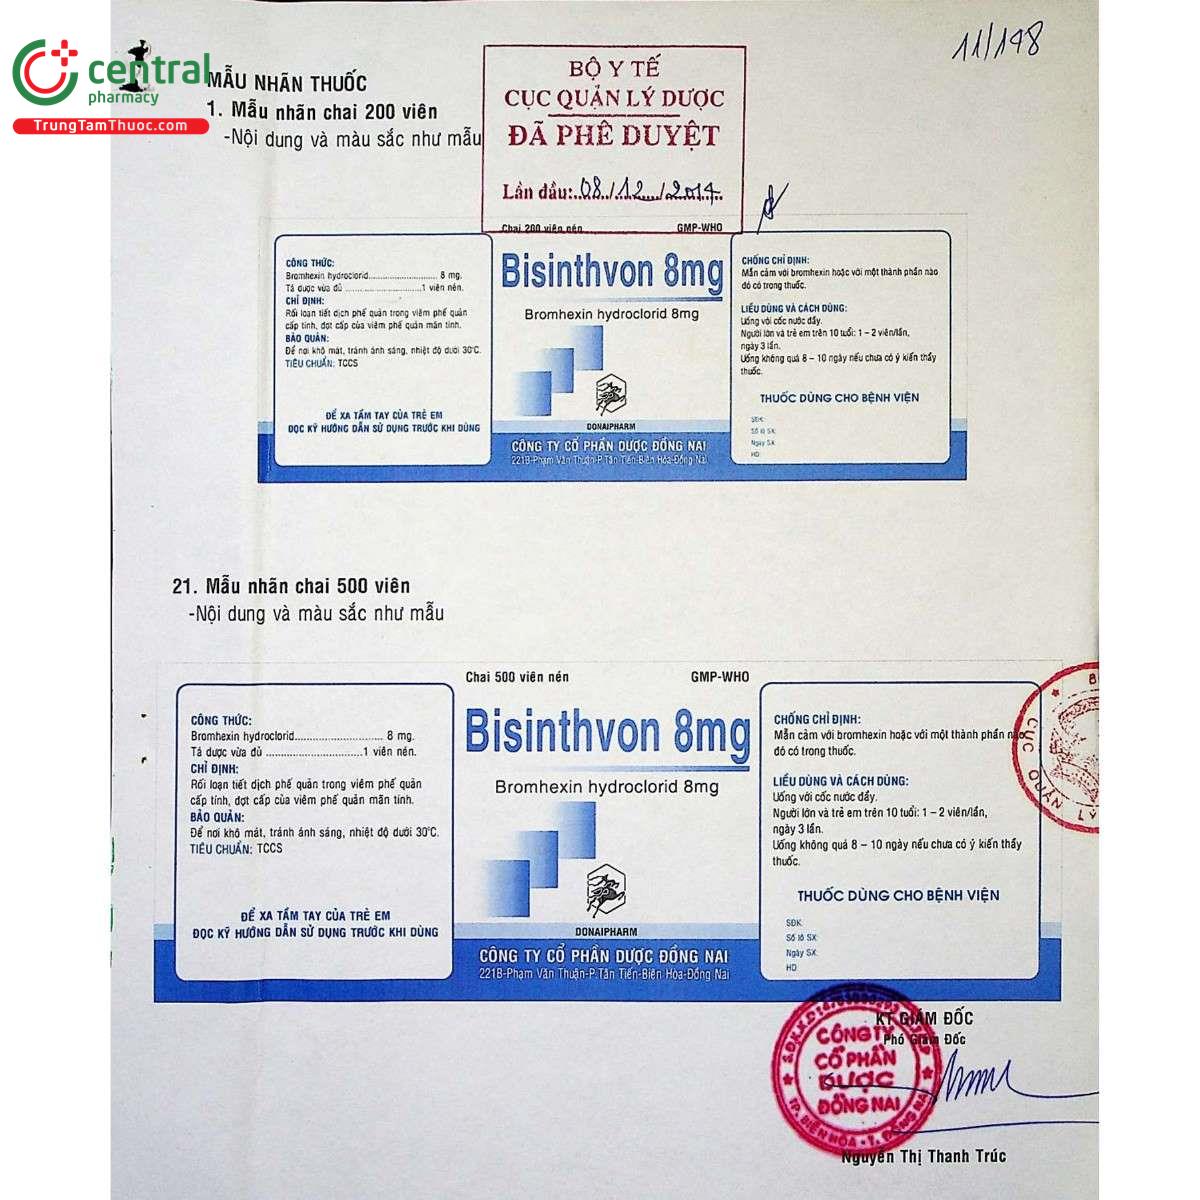 11/198
central
pharmacy
TrungTamThuoc.com
MẪU NHÃN THUỐC
1. Mẫu nhãn chai 200 viên
-Nội dung và màu sắc như mẫu
BỘ Y TẾ
CỤC QUẢN LÝ DƯỢC
ĐÃ PHÊ DUYỆT
Lần đầu:08/12/2014
Chai 200 viên nén
GMP-WHO
CÔNG THỨC:
Bromhexin hydroclorid............................ 8 mg.
Tá dược vừa đủ ...............................1 viên nén.
CHỈ ĐỊNH:
Rối loạn tiết dịch phế quản trong viêm phế quản
cấp tính, đợt cấp của viêm phế quản mãn tính.
BẢO QUẢN:
Để nơi khô mát, tránh ánh sáng, nhiệt độ dưới 30°C.
TIÊU CHUẨN: TCCS
ĐỂ XA TẦM TAY CỦA TRẺ EM
ĐỌC KỸ HƯỚNG DẪN SỬ DỤNG TRƯỚC KHI DÙNG
Bisinthvon 8mg
Bromhexin hydroclorid 8mg
DONAIPHARM
CÔNG TY CỔ PHẦN DƯỢC ĐỒNG NAI
221B-Phạm Văn Thuận-P.Tân Tiến-Biên Hòa-Đồng Nai
CHỐNG CHỈ ĐỊNH:
Mẫn cảm với bromhexin hoặc với một thành phần nào
đó có trong thuốc.
LIỀU DÙNG VÀ CÁCH DÙNG:
Uống với cốc nước đầy.
Người lớn và trẻ em trên 10 tuổi: 1 – 2 viên/lần,
ngày 3 lần.
Uống không quá 8 – 10 ngày nếu chưa có ý kiến thầy
thuốc.
THUỐC DÙNG CHO BỆNH VIỆN
SĐK:
Số lô SX:
Ngày SX:
HD:
21. Mẫu nhãn chai 500 viên
-Nội dung và màu sắc như mẫu
Chai 500 viên nén
GMP-WHO
CÔNG THỨC:
Bromhexin hydroclorid............................ 8 mg.
Tá dược vừa đủ ...............................1 viên nén.
CHỈ ĐỊNH:
Rối loạn tiết dịch phế quản trong viêm phế quản
cấp tính, đợt cấp của viêm phế quản mãn tính.
BẢO QUẢN:
Để nơi khô mát, tránh ánh sáng, nhiệt độ dưới 30°C.
TIÊU CHUẨN: TCCS
ĐỂ XA TẦM TAY CỦA TRẺ EM
ĐỌC KỸ HƯỚNG DẪN SỬ DỤNG TRƯỚC KHI DÙNG
Bisinthvon 8mg
Bromhexin hydroclorid 8mg
DONAIPHARM
CÔNG TY CỔ PHẦN DƯỢC ĐỒNG NAI
221B-Phạm Văn Thuận-P.Tân Tiến-Biên Hòa-Đồng Nai
CHỐNG CHỈ ĐỊNH:
Mẫn cảm với bromhexin hoặc với một thành phần nào
đó có trong thuốc.
LIỀU DÙNG VÀ CÁCH DÙNG:
Uống với cốc nước đầy.
Người lớn và trẻ em trên 10 tuổi: 1 – 2 viên/lần,
ngày 3 lần.
Uống không quá 8 – 10 ngày nếu chưa có ý kiến thầy
thuốc.
THUỐC DÙNG CHO BỆNH VIỆN
SĐK:
Số lô SX:
Ngày SX:
HD
CỤC QUẢN LÝ
KT GIÁM ĐỐC
Phó Giám Đốc
CÔNG TY
CỔ PHẦN
DƯỢC
ĐỒNG NAI
TP. BIÊN HÒA - T. ĐỒNG NAI
Nguyễn Thị Thanh Trúc